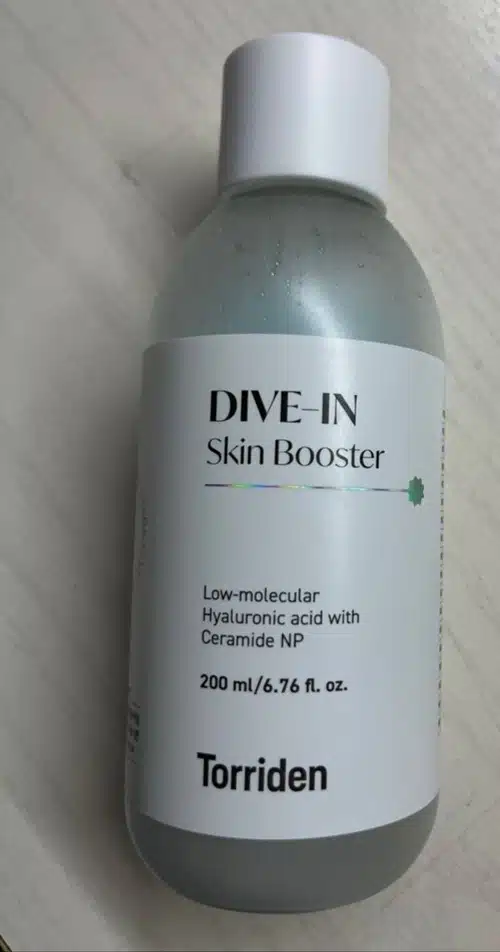 DIVE-IN
Skin Booster
Low-molecular
Hyaluronic acid with
Ceramide NP
200 ml/6.76 fl. oz.
Torriden